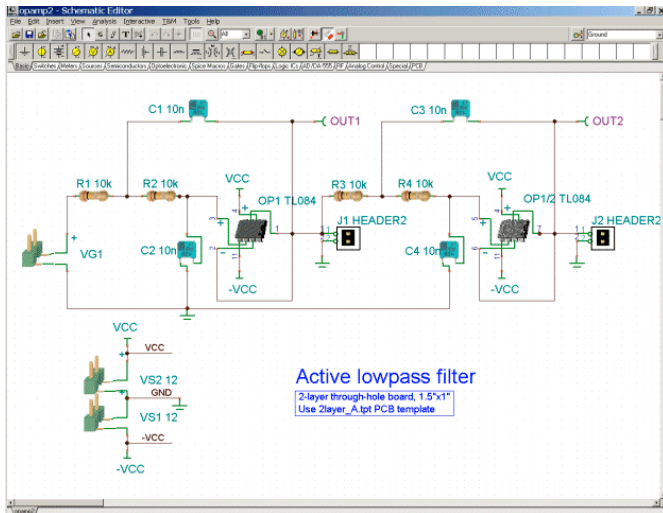 opamp2 - Schematic Editor
File Edit Insert View Analysis Interactive T&M Tools Help
All
Ground
Basic Switches Meters Sources Semiconductors Optoelectronic Spice Macros Gates Flip-flops Logic ICs AD/DA-555 RF Analog Control Special PCB
C1 10n
C3 10n
OUT1
OUT2
VCC
VCC
R1 10k
R2 10k
OP1 TL084
R3 10k
R4 10k
OP1/2 TL084
J1 HEADER2
J2 HEADER2
VG1
C2 10n
C4 10n
-VCC
-VCC
VCC
VCC
VS2 12
GND
VS1 12
-VCC
-VCC
Active lowpass filter
2-layer through-hole board, 1.5"x1"
Use 2layer_A.tpt PCB template
opamp2